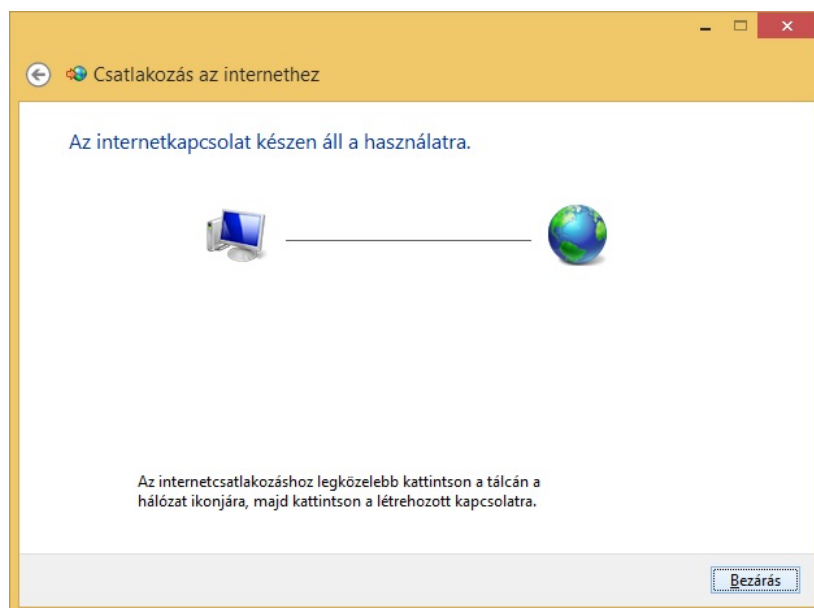 Csatlakozás az internethez
Az internetkapcsolat készen áll a használatra.
Az internetcsatlakozáshoz legközelebb kattintson a tálcán a
hálózat ikonjára, majd kattintson a létrehozott kapcsolatra.
Bezárás